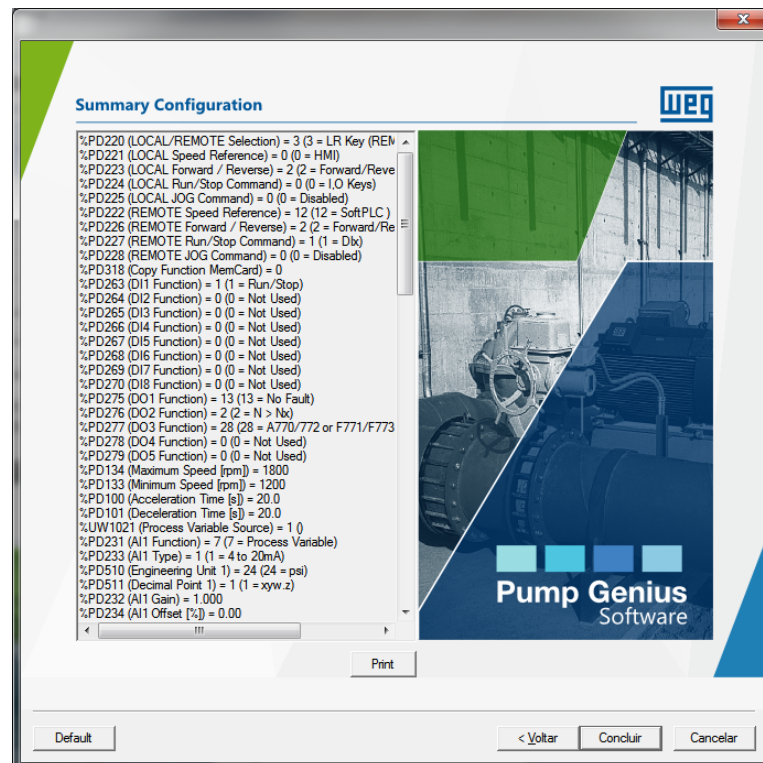 x
Summary Configuration
weg
%PD220 (LOCAL/REMOTE Selection) = 3 (3 = LR Key (REM
%PD221 (LOCAL Speed Reference) = 0 (0 = HMI)
%PD223 (LOCAL Forward / Reverse) = 2 (2 = Forward/Reve
%PD224 (LOCAL Run/Stop Command) = 0 (0 = I,O Keys)
%PD225 (LOCAL JOG Command) = 0 (0 = Disabled)
%PD222 (REMOTE Speed Reference) = 12 (12 = SoftPLC )
%PD226 (REMOTE Forward / Reverse) = 2 (2 = Forward/Re
%PD227 (REMOTE Run/Stop Command) = 1 (1 = DIx)
%PD228 (REMOTE JOG Command) = 0 (0 = Disabled)
%PD318 (Copy Function MemCard) = 0
%PD263 (DI1 Function) = 1 (1 = Run/Stop)
%PD264 (DI2 Function) = 0 (0 = Not Used)
%PD265 (DI3 Function) = 0 (0 = Not Used)
%PD266 (DI4 Function) = 0 (0 = Not Used)
%PD267 (DI5 Function) = 0 (0 = Not Used)
%PD268 (DI6 Function) = 0 (0 = Not Used)
%PD269 (DI7 Function) = 0 (0 = Not Used)
%PD270 (DI8 Function) = 0 (0 = Not Used)
%PD275 (DO1 Function) = 13 (13 = No Fault)
%PD276 (DO2 Function) = 2 (2 = N > Nx)
%PD277 (DO3 Function) = 28 (28 = A770/772 or F771/F773
%PD278 (DO4 Function) = 0 (0 = Not Used)
%PD279 (DO5 Function) = 0 (0 = Not Used)
%PD134 (Maximum Speed [rpm]) = 1800
%PD133 (Minimum Speed [rpm]) = 1200
%PD100 (Acceleration Time [s]) = 20.0
%PD101 (Deceleration Time [s]) = 20.0
%UW1021 (Process Variable Source) = 1 ()
%PD231 (AI1 Function) = 7 (7 = Process Variable)
%PD233 (AI1 Type) = 1 (1 = 4 to 20mA)
%PD510 (Engineering Unit 1) = 24 (24 = psi)
%PD511 (Decimal Point 1) = 1 (1 = xyw.z)
%PD232 (AI1 Gain) = 1.000
%PD234 (AI1 Offset [%]) = 0.00
Pump Genius
Software
Print
Default
< Voltar
Concluir
Cancelar